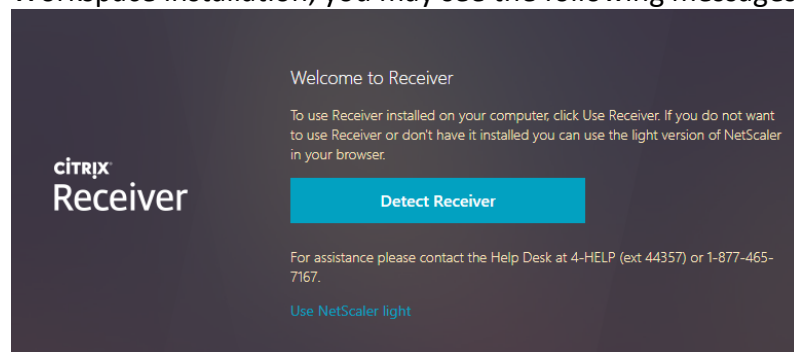 Workspace installation, you may see the following messages
Welcome to Receiver
To use Receiver installed on your computer, click Use Receiver. If you do not want
to use Receiver or don't have it installed you can use the light version of NetScaler
in your browser.
CITRIX
Receiver
Detect Receiver
For assistance please contact the Help Desk at 4-HELP (ext 44357) or 1-877-465-
7167.
Use NetScaler light